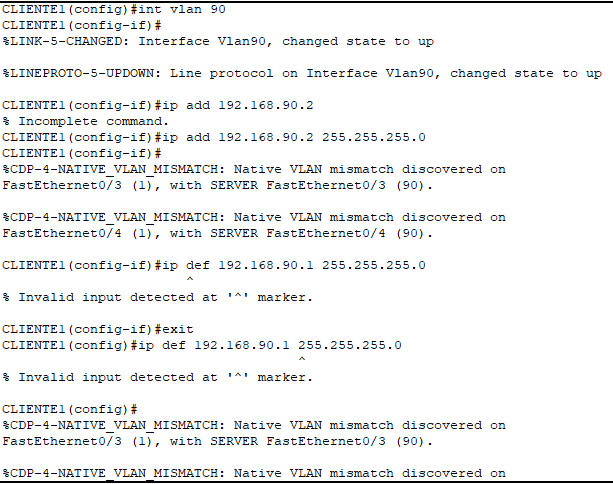 CLIENTE1(config)#int vlan 90
CLIENTE1(config-if)#
%LINK-5-CHANGED: Interface Vlan90, changed state to up
%LINEPROTO-5-UPDOWN: Line protocol on Interface Vlan90, changed state to up
CLIENTE1(config-if)#ip add 192.168.90.2
% Incomplete command.
CLIENTE1(config-if)#ip add 192.168.90.2 255.255.255.0
CLIENTE1(config-if)#
%CDP-4-NATIVE_VLAN_MISMATCH: Native VLAN mismatch discovered on
FastEthernet0/3 (1), with SERVER FastEthernet0/3 (90).
%CDP-4-NATIVE_VLAN_MISMATCH: Native VLAN mismatch discovered on
FastEthernet0/4 (1), with SERVER FastEthernet0/4 (90).
CLIENTE1(config-if)#ip def 192.168.90.1 255.255.255.0
^
% Invalid input detected at '^' marker.
CLIENTE1(config-if)#exit
CLIENTE1(config)#ip def 192.168.90.1 255.255.255.0
^
% Invalid input detected at '^' marker.
CLIENTE1(config)#
%CDP-4-NATIVE_VLAN_MISMATCH: Native VLAN mismatch discovered on
FastEthernet0/3 (1), with SERVER FastEthernet0/3 (90).
%CDP-4-NATIVE_VLAN_MISMATCH: Native VLAN mismatch discovered on